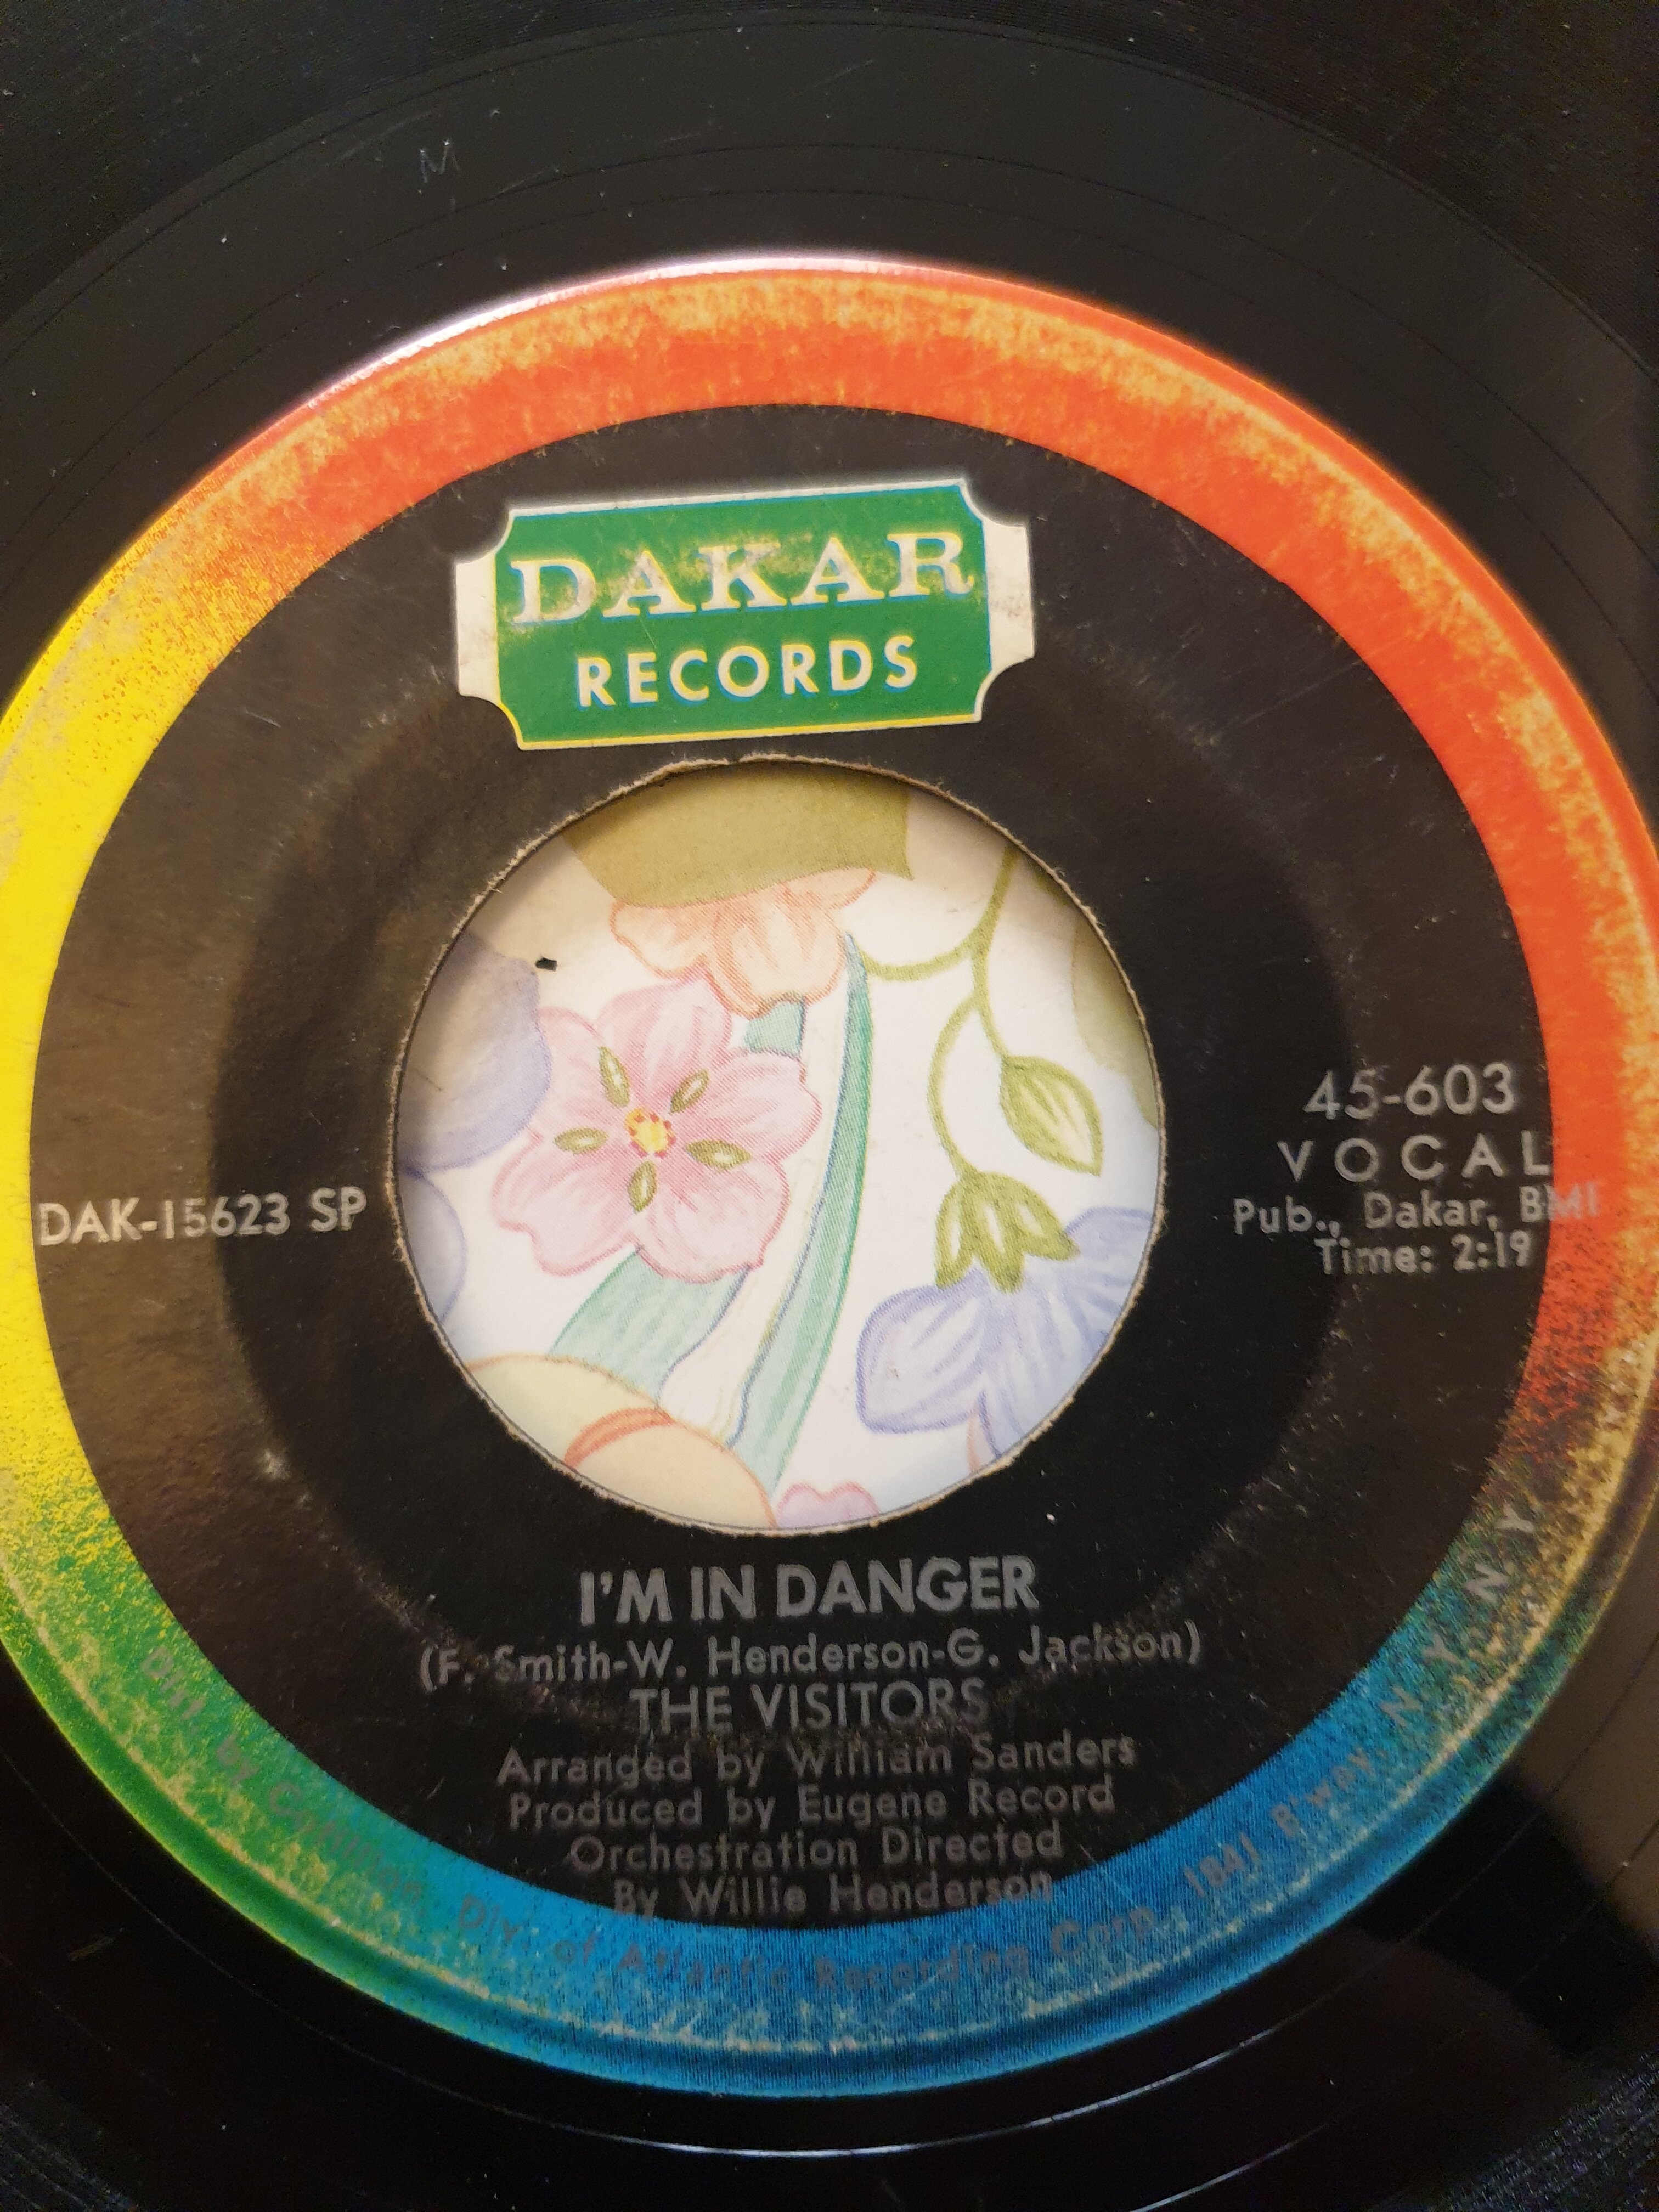 M
DAKAR
RECORDS
45-603
VOCAL
Pub., Dakar, BMI
Time: 2:19
DAK-15623 SP
I'M IN DANGER
(F. Smith-W. Henderson-G. Jackson)
THE VISITORS
Arranged by William Sanders
Produced by Eugene Record
Orchestration Directed
By Willie Henderson
Dist. by Cotillion, Div. of Atlantic Recording Corp., 1841 B'way, N. Y., N. Y.